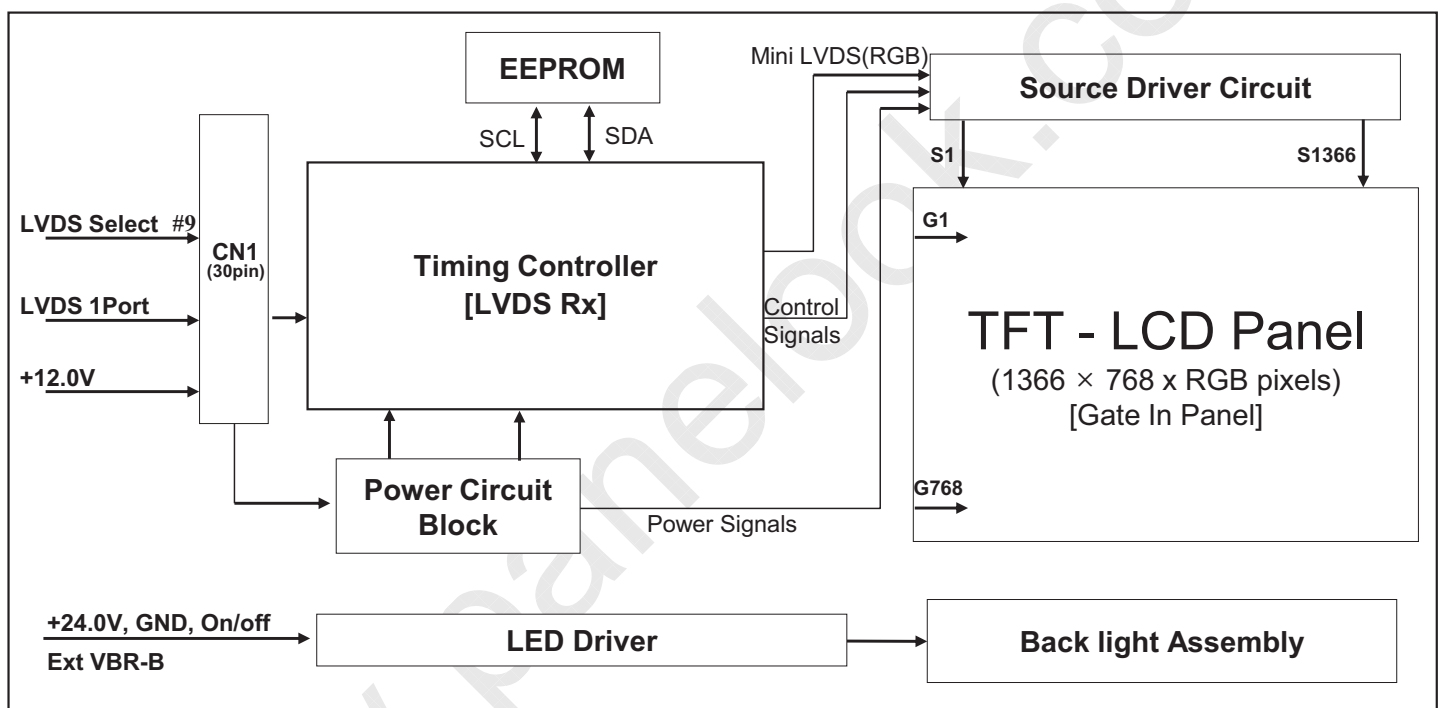 EEPROM
SCL
SDA
Mini LVDS(RGB)
Source Driver Circuit
S1
S1366
LVDS Select #9
LVDS 1Port
+12.0V
CN1
(30pin)
Timing Controller
[LVDS Rx]
Control
Signals
G1
TFT - LCD Panel
(1366 × 768 x RGB pixels)
[Gate In Panel]
G768
Power Circuit
Block
Power Signals
+24.0V, GND, On/off
Ext VBR-B
LED Driver
Back light Assembly
panelook.co